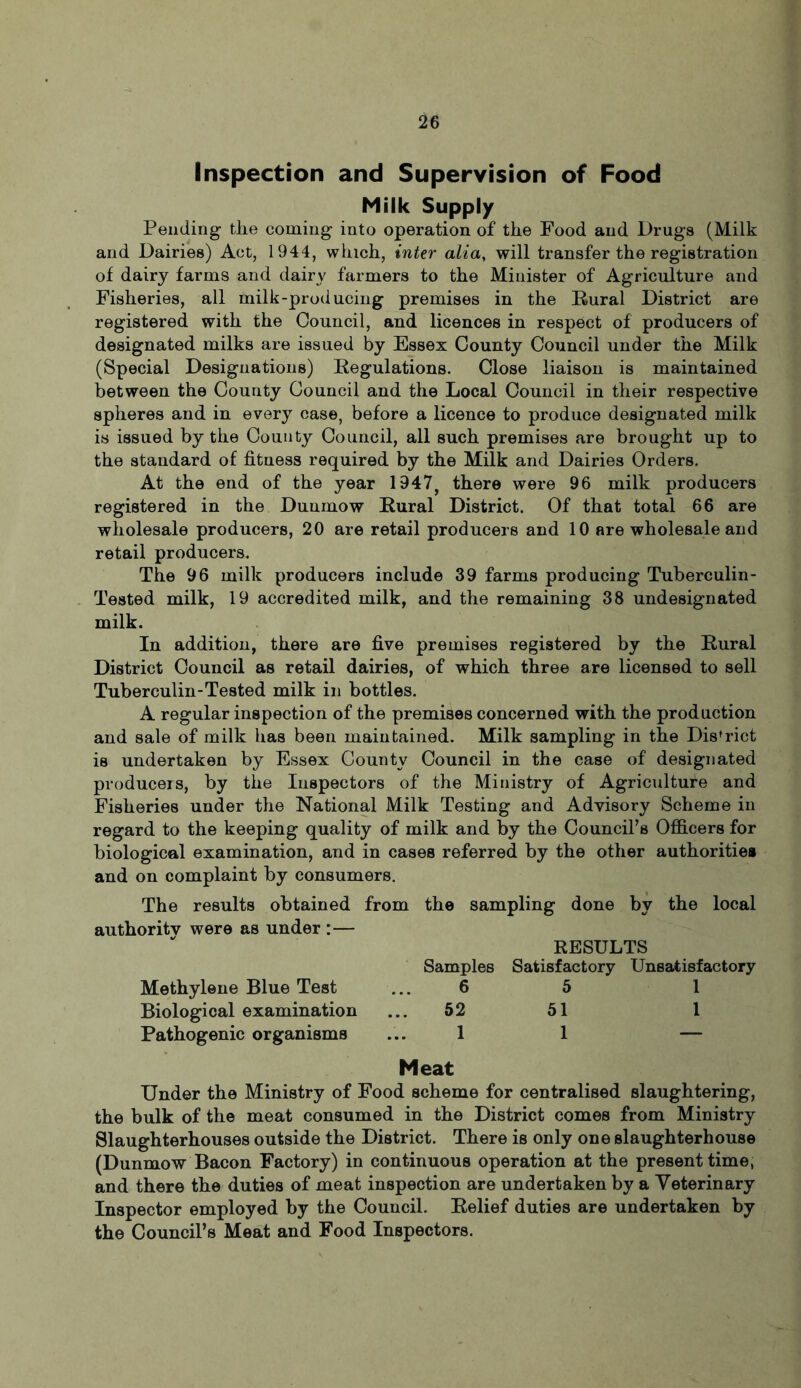 26
Inspection and Supervision of Food
Milk Supply
Pending the coming into operation of the Food and Drugs (Milk
and Dairies) Act, 1944, which, inter alia, will transfer the registration
of dairy farms and dairy farmers to the Minister of Agriculture and
Fisheries, all milk-producing premises in the Rural District are
registered with the Council, and licences in respect of producers of
designated milks are issued by Essex County Council under the Milk
(Special Designations) Regulations. Close liaison is maintained
between the County Council and the Local Council in their respective
spheres and in every case, before a licence to produce designated milk
is issued by the County Council, all such premises are brought up to
the standard of fitness required by the Milk and Dairies Orders.
At the end of the year 1947, there were 96 milk producers
registered in the Dunmow Rural District. Of that total 66 are
wholesale producers, 20 are retail producers and 10 are wholesale and
retail producers.
The 96 milk producers include 39 farms producing Tuberculin-
Tested milk, 19 accredited milk, and the remaining 38 undesignated
milk.
In addition, there are five premises registered by the Rural
District Council as retail dairies, of which three are licensed to sell
Tuberculin-Tested milk in bottles.
A regular inspection of the premises concerned with the production
and sale of milk has been maintained. Milk sampling in the District
is undertaken by Essex County Council in the case of designated
producers, by the Inspectors of the Ministry of Agriculture and
Fisheries under the National Milk Testing and Advisory Scheme in
regard to the keeping quality of milk and by the Council's Officers for
biological examination, and in cases referred by the other authorities
and on complaint by consumers.
The results obtained from the sampling done by the local
authority were as under :—
RESULTS
Samples Satisfactory Unsatisfactory
Methylene Blue Test ... 6 5 1
Biological examination ... 52 51 1
Pathogenic organisms ... 1 1 —
Meat
Under the Ministry of Food scheme for centralised slaughtering,
the bulk of the meat consumed in the District comes from Ministry
Slaughterhouses outside the District. There is only one slaughterhouse
(Dunmow Bacon Factory) in continuous operation at the present time,
and there the duties of meat inspection are undertaken by a Veterinary
Inspector employed by the Council. Relief duties are undertaken by
the Council's Meat and Food Inspectors.